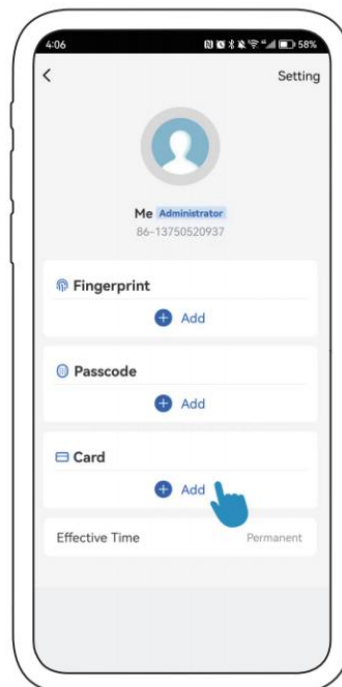 4:06 58%
Setting
Me Administrator
86-13750520937
Fingerprint
Add
Passcode
Add
Card
Add
Effective Time Permanent